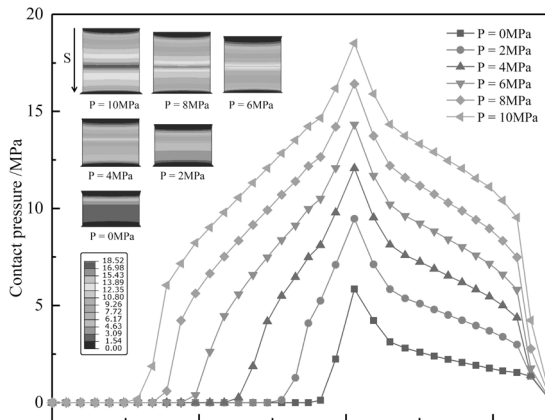 20
15
10
5
0
Contact pressure /MPa
S
P = 10MPa
P = 8MPa
P = 6MPa
P = 4MPa
P = 2MPa
P = 0MPa
18.52
16.98
15.43
13.89
12.35
10.80
9.26
7.72
6.17
4.63
3.09
1.54
0.00
P = 0MPa
P = 2MPa
P = 4MPa
P = 6MPa
P = 8MPa
P = 10MPa